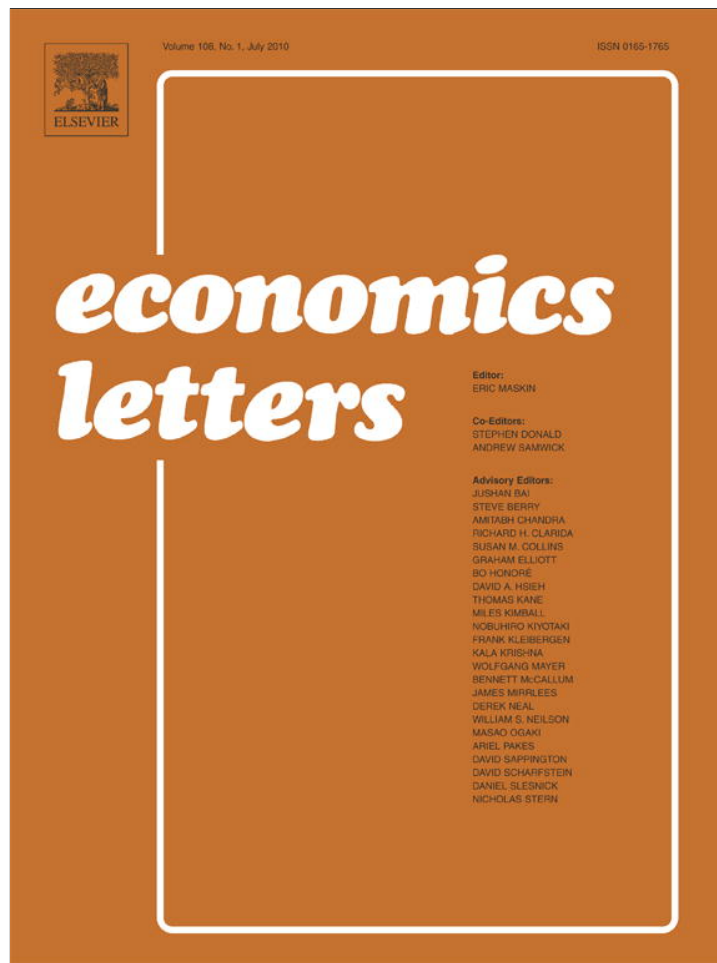 Volume 108, No. 1, July 2010
ISSN 0165-1765
ELSEVIER
economics
letters
Editor:
ERIC MASKIN
Co-Editors:
STEPHEN DONALD
ANDREW SAMWICK
Advisory Editors:
JUSHAN BAI
STEVE BERRY
AMITABH CHANDRA
RICHARD H. CLARIDA
SUSAN M. COLLINS
GRAHAM ELLIOTT
BO HONORÉ
DAVID A. HSIEH
THOMAS KANE
MILES KIMBALL
NOBUHIRO KIYOTAKI
FRANK KLEIBERGEN
KALA KRISHNA
WOLFGANG MAYER
BENNETT McCALLUM
JAMES MIRRLEES
DEREK NEAL
WILLIAM S. NEILSON
MASAO OGAKI
ARIEL PAKES
DAVID SAPPINGTON
DAVID SCHARFSTEIN
DANIEL SLESNICK
NICHOLAS STERN